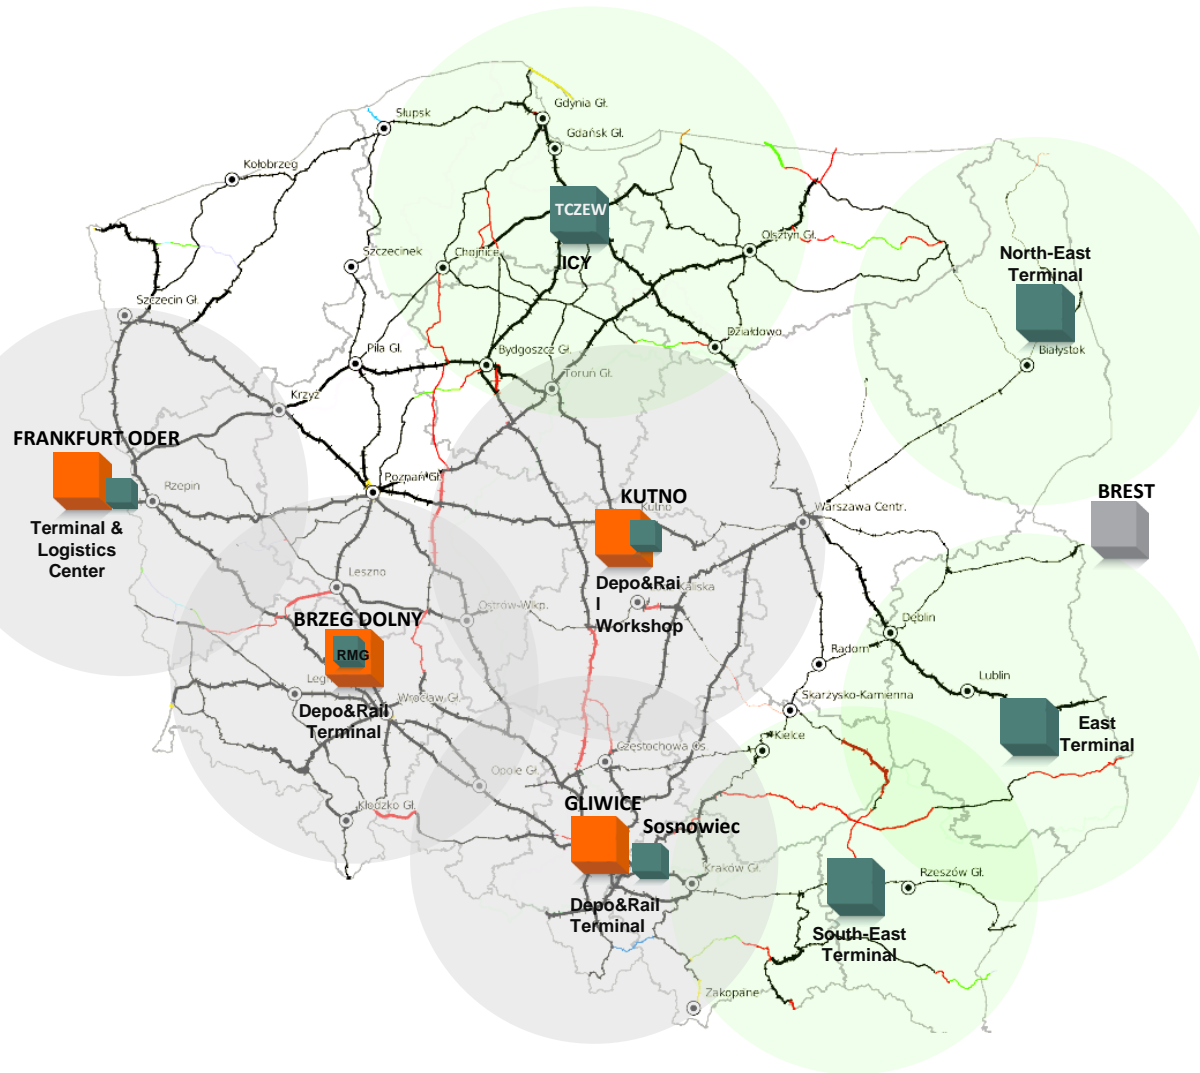 Gdynia Gł.
Słupsk
Gdańsk Gł.
Kołobrzeg
TCZEW
Olsztyn Gł.
Szczecinek
Chojnice
JICY
North-East
Terminal
Szczecin Gł.
Działdowo
Piła Gł.
Bydgoszcz Gł.
Białystok
Toruń Gł.
Krzyż
FRANKFURT ODER
Poznań Gł.
Rzepin
KUTNO
BREST
Kutno
Warszawa Centr.
Terminal &
Logistics
Center
Leszno
Depo&Rai
l
Workshop
Kaliska
Ostrów-Wlkp.
BRZEG DOLNY
Dęblin
RMG
Radom
Leg
Lublin
Wrocław Gł.
Skarżysko-Kamienna
Depo&Rail
Terminal
East
Terminal
Kielce
Częstochowa Os.
Opole Gł.
Kłodzko Gł.
GLIWICE
Sosnowiec
Kraków Gł.
Rzeszów Gł.
Depo&Rail
Terminal
South-East
Terminal
Zakopane